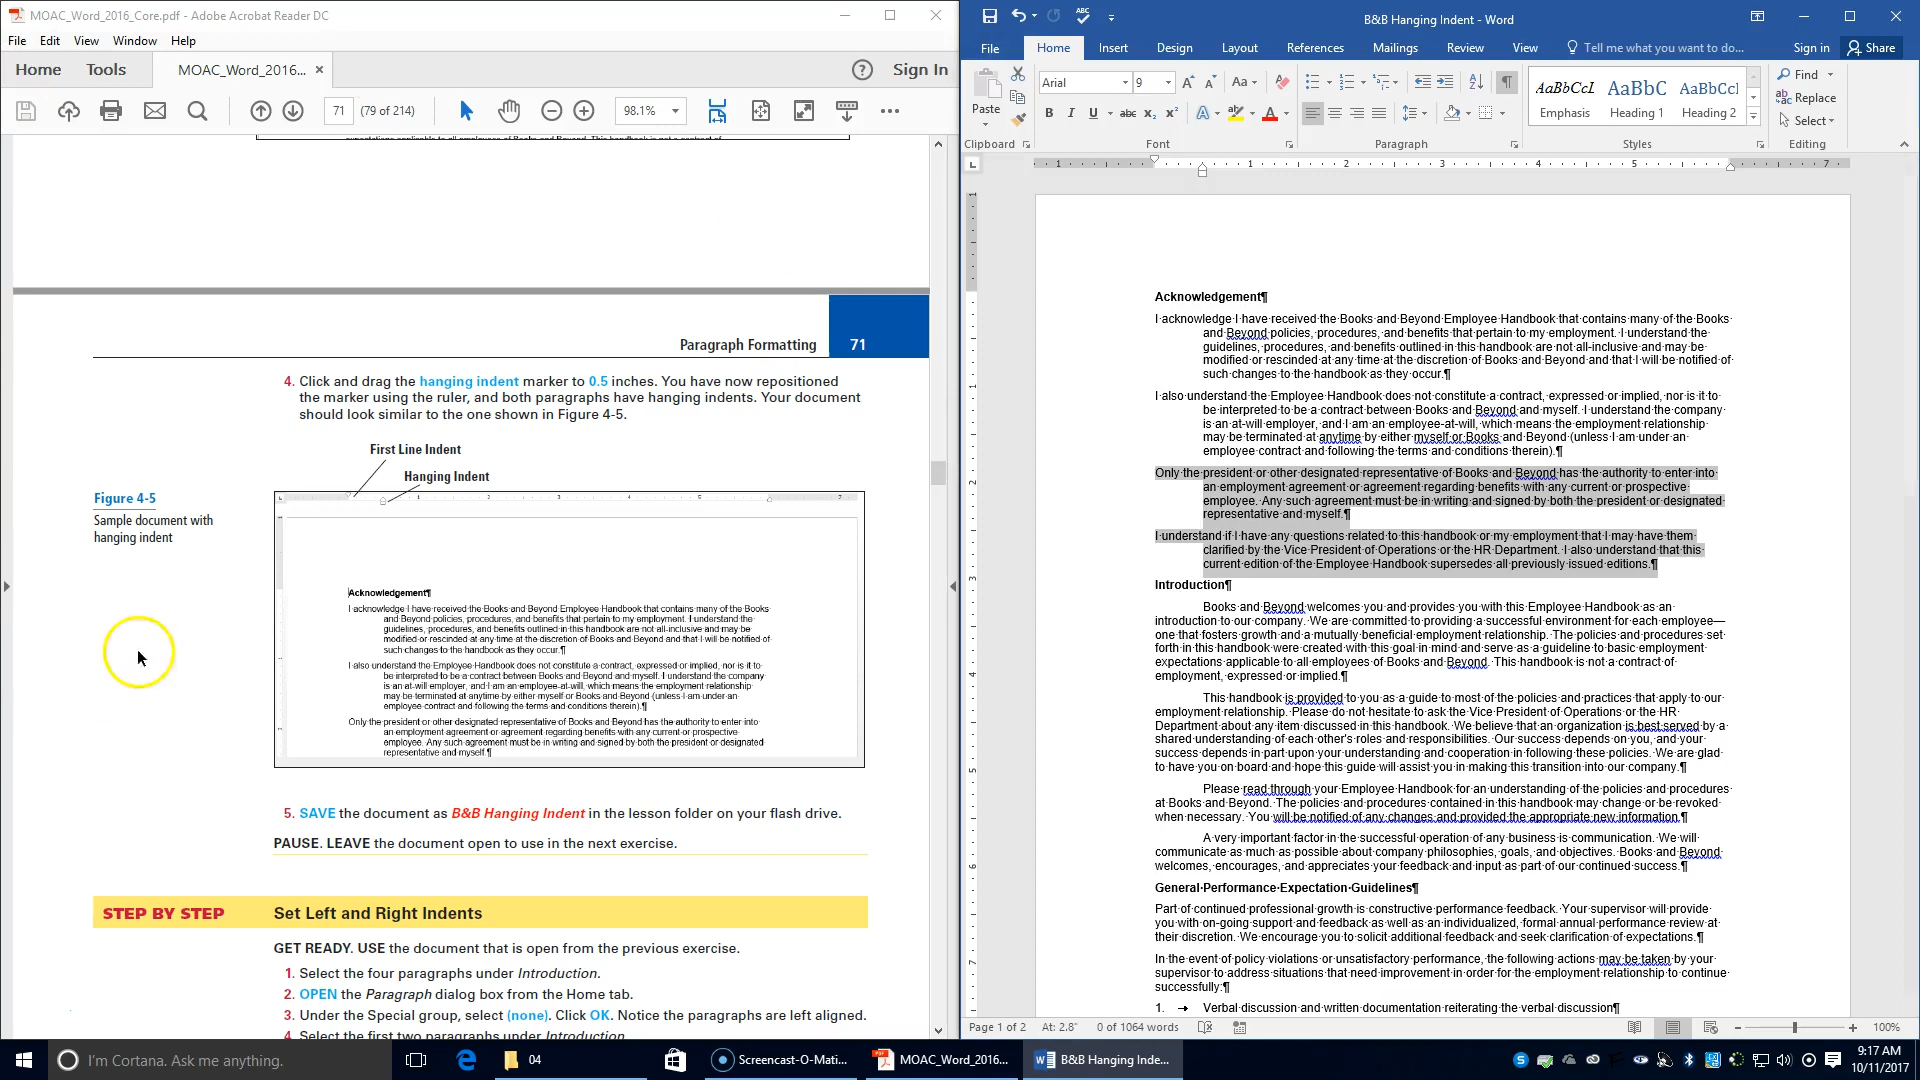 MOAC_Word_2016_Core.pdf - Adobe Acrobat Reader DC
File Edit View Window Help
Home Tools MOAC_Word_2016... × Sign In
71 (79 of 214) 98.1%
Paragraph Formatting 71
4. Click and drag the hanging indent marker to 0.5 inches. You have now repositioned
the marker using the ruler, and both paragraphs have hanging indents. Your document
should look similar to the one shown in Figure 4-5.
First Line Indent
Hanging Indent
Figure 4-5
Sample document with
hanging indent
Acknowledgement¶
I acknowledge I have received the Books and Beyond Employee Handbook that contains many of the Books
and Beyond policies, procedures, and benefits that pertain to my employment. I understand the
guidelines, procedures, and benefits outlined in this handbook are not all-inclusive and may be
modified or rescinded at any time at the discretion of Books and Beyond and that I will be notified of
such changes to the handbook as they occur.¶
I also understand the Employee Handbook does not constitute a contract, expressed or implied, nor is it to
be interpreted to be a contract between Books and Beyond and myself. I understand the company
is an at-will employer, and I am an employee-at-will, which means the employment relationship
may be terminated at anytime by either myself or Books and Beyond (unless I am under an
employee contract and following the terms and conditions therein).¶
Only the president or other designated representative of Books and Beyond has the authority to enter into
an employment agreement or agreement regarding benefits with any current or prospective
employee. Any such agreement must be in writing and signed by both the president or designated
representative and myself.¶
5. SAVE the document as B&B Hanging Indent in the lesson folder on your flash drive.
PAUSE. LEAVE the document open to use in the next exercise.
STEP BY STEP Set Left and Right Indents
GET READY. USE the document that is open from the previous exercise.
1. Select the four paragraphs under Introduction.
2. OPEN the Paragraph dialog box from the Home tab.
3. Under the Special group, select (none). Click OK. Notice the paragraphs are left aligned.
4. Select the first two paragraphs under Introduction.
B&B Hanging Indent - Word
File Home Insert Design Layout References Mailings Review View Tell me what you want to do... Sign in Share
Paste Arial 9 Aa
B I U abc x₂ x² A
AaBbCcI AaBbC AaBbCcI
Emphasis Heading 1 Heading 2
Find
Replace
Select
Clipboard Font Paragraph Styles Editing
Acknowledgement¶
I acknowledge I have received the Books and Beyond Employee Handbook that contains many of the Books
and Beyond policies, procedures, and benefits that pertain to my employment. I understand the
guidelines, procedures, and benefits outlined in this handbook are not all-inclusive and may be
modified or rescinded at any time at the discretion of Books and Beyond and that I will be notified of
such changes to the handbook as they occur.¶
I also understand the Employee Handbook does not constitute a contract, expressed or implied, nor is it to
be interpreted to be a contract between Books and Beyond and myself. I understand the company
is an at-will employer, and I am an employee-at-will, which means the employment relationship
may be terminated at anytime by either myself or Books and Beyond (unless I am under an
employee contract and following the terms and conditions therein).¶
Only the president or other designated representative of Books and Beyond has the authority to enter into
an employment agreement or agreement regarding benefits with any current or prospective
employee. Any such agreement must be in writing and signed by both the president or designated
representative and myself.¶
I understand if I have any questions related to this handbook or my employment that I may have them
clarified by the Vice President of Operations or the HR Department. I also understand that this
current edition of the Employee Handbook supersedes all previously issued editions.¶
Introduction¶
Books and Beyond welcomes you and provides you with this Employee Handbook as an
introduction to our company. We are committed to providing a successful environment for each employee—
one that fosters growth and a mutually beneficial employment relationship. The policies and procedures set
forth in this handbook were created with this goal in mind and serve as a guideline to basic employment
expectations applicable to all employees of Books and Beyond. This handbook is not a contract of
employment, expressed or implied.¶
This handbook is provided to you as a guide to most of the policies and practices that apply to our
employment relationship. Please do not hesitate to ask the Vice President of Operations or the HR
Department about any item discussed in this handbook. We believe that an organization is best served by a
shared understanding of each other's roles and responsibilities. Our success depends on you, and your
success depends in part upon your understanding and cooperation in following these policies. We are glad
to have you on board and hope this guide will assist you in making this transition into our company.¶
Please read through your Employee Handbook for an understanding of the policies and procedures
at Books and Beyond. The policies and procedures contained in this handbook may change or be revoked
when necessary. You will be notified of any changes and provided the appropriate new information.¶
A very important factor in the successful operation of any business is communication. We will
communicate as much as possible about company philosophies, goals, and objectives. Books and Beyond
welcomes, encourages, and appreciates your feedback and input as part of our continued success.¶
General Performance Expectation Guidelines¶
Part of continued professional growth is constructive performance feedback. Your supervisor will provide
you with on-going support and feedback as well as an individualized, formal annual performance review at
their discretion. We encourage you to solicit additional feedback and seek clarification of expectations.¶
In the event of policy violations or unsatisfactory performance, the following actions may be taken by your
supervisor to address situations that need improvement in order for the employment relationship to continue
successfully:¶
1. → Verbal discussion and written documentation reiterating the verbal discussion¶
Page 1 of 2 At: 2.8" 0 of 1064 words 100%
I'm Cortana. Ask me anything. 04 Screencast-O-Mati... MOAC_Word_2016... B&B Hanging Inde... 9:17 AM
10/11/2017